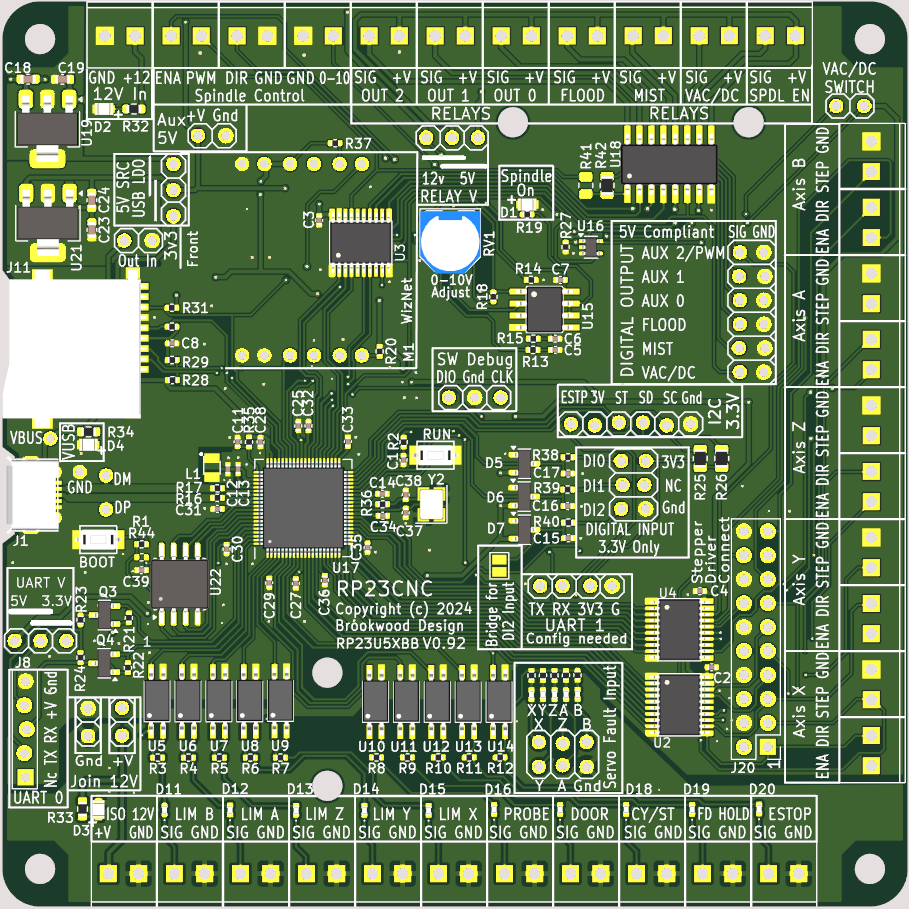 GND +12
12V In
ENA PWM DIR GND GND 0-10
Spindle Control
SIG +V
OUT 2
SIG +V
OUT 1
SIG +V
OUT 0
SIG +V
FLOOD
SIG +V
MIST
SIG +V
VAC/DC
SIG +V
SPDL EN
RELAYS
RELAYS
VAC/DC
SWITCH
C18
C19
U19
D2
R32
Aux +V Gnd
5V
R37
12v 5V
RELAY V
Spindle
On
D1
R19
R41
R42
U18
5V SRC
USB LDO
C24
C23
U21
3V3
Out In
Front
C3
U3
RV1
0-10V
Adjust
R27
U16
R14
C7
R18
U15
R15
C6
R13
C5
5V Compliant
SIG GND
DIGITAL OUTPUT
AUX 2/PWM
AUX 1
AUX 0
FLOOD
MIST
VAC/DC
Axis B
DIR STEP GND
ENA
Axis A
ENA DIR STEP GND
Axis Z
ENA DIR STEP GND
Axis Y
ENA DIR STEP GND
Axis X
ENA DIR STEP GND
J11
R31
C8
R29
R28
WizNet
M1
R20
SW Debug
DIO Gnd CLK
ESTP 3V ST SD SC Gnd
I2C
3.3V
VBUS
VUSB
R34
D4
GND
DM
DP
J1
BOOT
L1
C11
R35
C28
C25
C32
C33
R17
R16
C31
C12
C13
R2
C1
RUN
Y2
C14
C38
R36
C34
C37
C35
U17
D5
D6
D7
R38
C17
R39
C16
R40
C15
DI0
DI1
DI2
3V3
NC
Gnd
DIGITAL INPUT
3.3V Only
R25
R26
R1
R44
C39
U22
C30
C29
C27
C36
RP23CNC
Copyright (c) 2024
Brookwood Design
RP23U5XBB V0.92
Bridge for
DI2 Input
TX RX 3V3 G
UART 1
Config needed
Stepper
Driver
Connect
U4
C4
C2
U2
J20
1
UART V
5V 3.3V
Q3
R23
R21
Q4
R24
R22
1
J8
Nc TX RX +V Gnd
UART 0
Gnd +V
Join 12V
U5
U6
U7
U8
U9
R3
R4
R5
R6
R7
U10
U11
U12
U13
U14
R8
R9
R10
R11
R12
XYZA B
X Z B
Y A Gnd
Servo Fault Input
R33
D3
ISO 12V
+V GND
D11
LIM B
SIG GND
D12
LIM A
SIG GND
D13
LIM Z
SIG GND
D14
LIM Y
SIG GND
D15
LIM X
SIG GND
D16
PROBE
SIG GND
DOOR
SIG GND
D18
CY/ST
SIG GND
D19
FD HOLD
SIG GND
D20
ESTOP
SIG GND